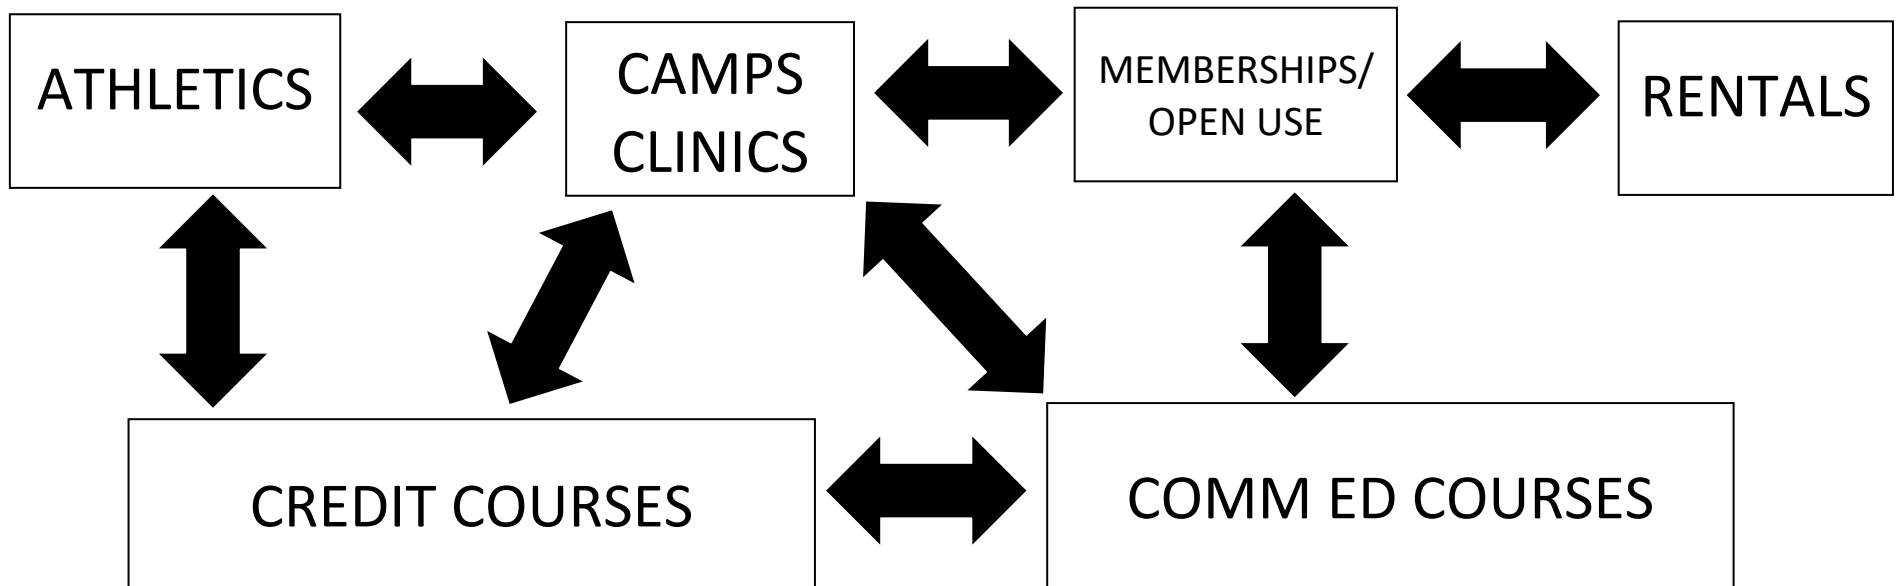 ATHLETICS
CAMPS
CLINICS
MEMBERSHIPS/
OPEN USE
RENTALS
CREDIT COURSES
COMM ED COURSES